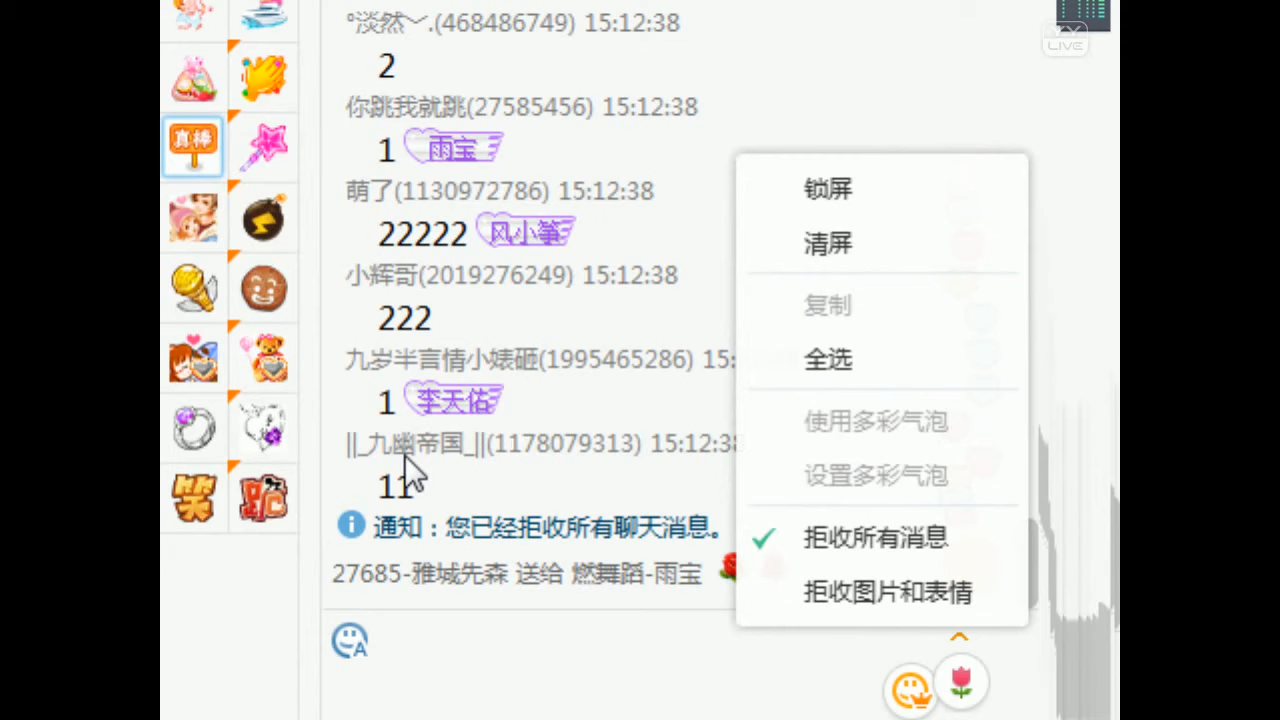 °淡然﹀.(468486749) 15:12:38
2
你跳我就跳(27585456) 15:12:38
1 雨宝
萌了(1130972786) 15:12:38
22222 风小筝
小辉哥(2019276249) 15:12:38
222
九岁半言情小婊砸(1995465286) 15:
1 李天佑
||_九幽帝国_||(1178079313) 15:12:38
11
通知：您已经拒收所有聊天消息。
27685-雅城先森 送给 燃舞蹈-雨宝
锁屏
清屏
复制
全选
使用多彩气泡
设置多彩气泡
拒收所有消息
拒收图片和表情
真棒
笑
LIVE